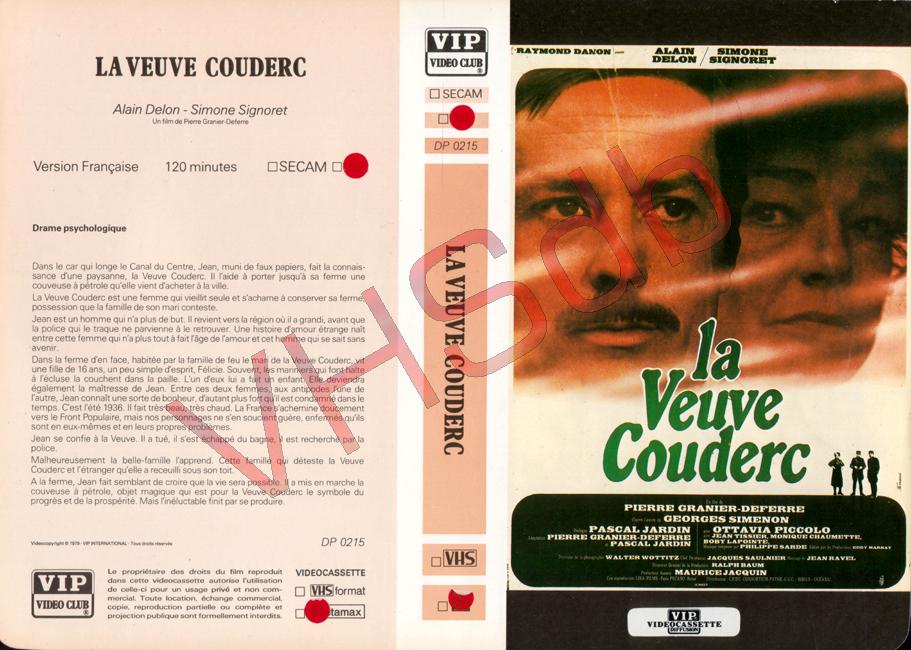 LA VEUVE COUDERC
Alain Delon - Simone Signoret
Un film de Pierre Granier-Deferre
Version Française 120 minutes SECAM
Drame psychologique
Dans le car qui longe le Canal du Centre, Jean, muni de faux papiers, fait la connais-
sance d'une paysanne, la Veuve Couderc. Il l'aide à porter jusqu'à sa ferme une
couveuse à pétrole qu'elle vient d'acheter à la ville.
La Veuve Couderc est une femme qui vieillit seule et s'acharne à conserver sa ferme,
possession que la famille de son mari conteste.
Jean est un homme qui n'a plus de but. Il revient vers la région où il a grandi, avant que
la police qui le traque ne parvienne à le retrouver. Une histoire d'amour étrange naît
entre cette femme qui n'a plus tout à fait l'âge de l'amour et cet homme qui se sait sans
avenir.
Dans la ferme d'en face, habitée par la famille de feu le mari de la Veuve Couderc, vit
une fille de 16 ans, un peu simple d'esprit, Félicie. Souvent, les mariniers qui font halte
à l'écluse la couchent dans la paille. L'un d'eux lui a fait un enfant. Elle deviendra
également la maîtresse de Jean. Entre ces deux femmes, aux antipodes l'une de
l'autre, Jean connaît une sorte de bonheur, d'autant plus fort qu'il est condamné dans le
temps. C'est l'été 1936. Il fait très beau, très chaud. La France s'achemine doucement
vers le Front Populaire, mais nos personnages ne s'en soucient guère, enfermés qu'ils
sont en eux-mêmes et en leurs propres problèmes.
Jean se confie à la Veuve. Il a tué, il s'est échappé du bagne, il est recherché par la
police.
Malheureusement la belle-famille l'apprend. Cette famille qui déteste la Veuve
Couderc et l'étranger qu'elle a receuilli sous son toit.
A la ferme, Jean fait semblant de croire que la vie sera possible. Il a mis en marche la
couveuse à pétrole, objet magique qui est pour la Veuve Couderc le symbole du
progrès et de la prospérité. Mais l'inéluctable finit par se produire.
Videocopyright © 1979 - VIP INTERNATIONAL - Tous droits réservés
DP 0215
VIP
VIDEO CLUB
Le propriétaire des droits du film reproduit
dans cette videocassette autorise l'utilisation
de celle-ci pour un usage privé et non com-
mercial. Toute location, échange commercial,
copie, reproduction partielle ou complète et
projection publique sont formellement interdits.
VIDEOCASSETTE
VHS format
tamax
VIP
VIDEO CLUB
SECAM
DP 0215
LA VEUVE COUDERC
VHS
RAYMOND DANON
ALAIN DELON / SIMONE SIGNORET
la
Veuve
Couderc
Un film de
PIERRE GRANIER-DEFERRE
GEORGES SIMENON
Dialogue PASCAL JARDIN
Adaptation PIERRE GRANIER-DEFERRE
et PASCAL JARDIN
avec OTTAVIA PICCOLO
avec JEAN TISSIER, MONIQUE CHAUMETTE,
BOBY LAPOINTE
PHILIPPE SARDE EDDY MARNAY
WALTER WOTTITZ JACQUES SAULNIER JEAN RAVEL
RALPH BAUM
MAURICE JACQUIN
VIP
VIDEOCASSETTE
DIFFUSION
VHSdb